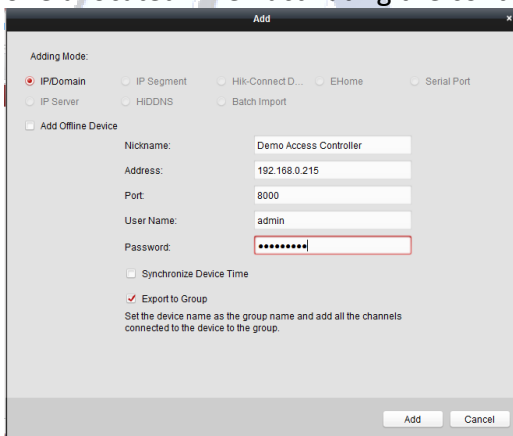 Add
×
Adding Mode:
IP/Domain IP Segment Hik-Connect D... EHome Serial Port
IP Server HiDDNS Batch Import
Add Offline Device
Nickname: Demo Access Controller
Address: 192.168.0.215
Port: 8000
User Name: admin
Password: •••••••••
Synchronize Device Time
Export to Group
Set the device name as the group name and add all the channels
connected to the device to the group.
Add Cancel